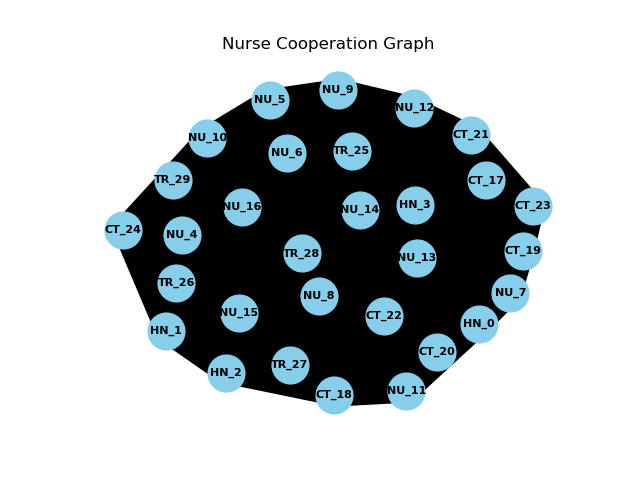 Nurse Cooperation Graph
NU_9
NU_5
NU_12
CT_21
NU_10
TR_25
NU_6
TR_29
CT_17
CT_23
NU_16
NU_14
HN_3
CT_24
NU_4
CT_19
TR_28
NU_13
TR_26
NU_7
NU_8
NU_15
CT_22
HN_0
HN_1
CT_20
TR_27
HN_2
NU_11
CT_18